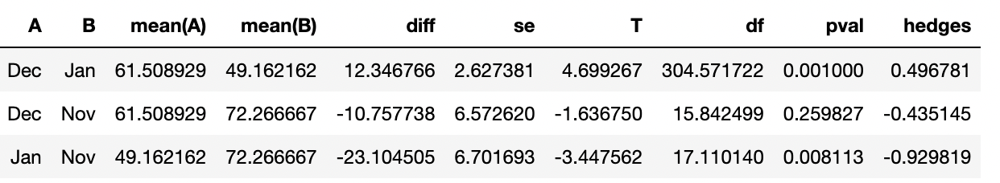 A B mean(A) mean(B) diff se T df pval hedges
Dec Jan 61.508929 49.162162 12.346766 2.627381 4.699267 304.571722 0.001000 0.496781
Dec Nov 61.508929 72.266667 -10.757738 6.572620 -1.636750 15.842499 0.259827 -0.435145
Jan Nov 49.162162 72.266667 -23.104505 6.701693 -3.447562 17.110140 0.008113 -0.929819